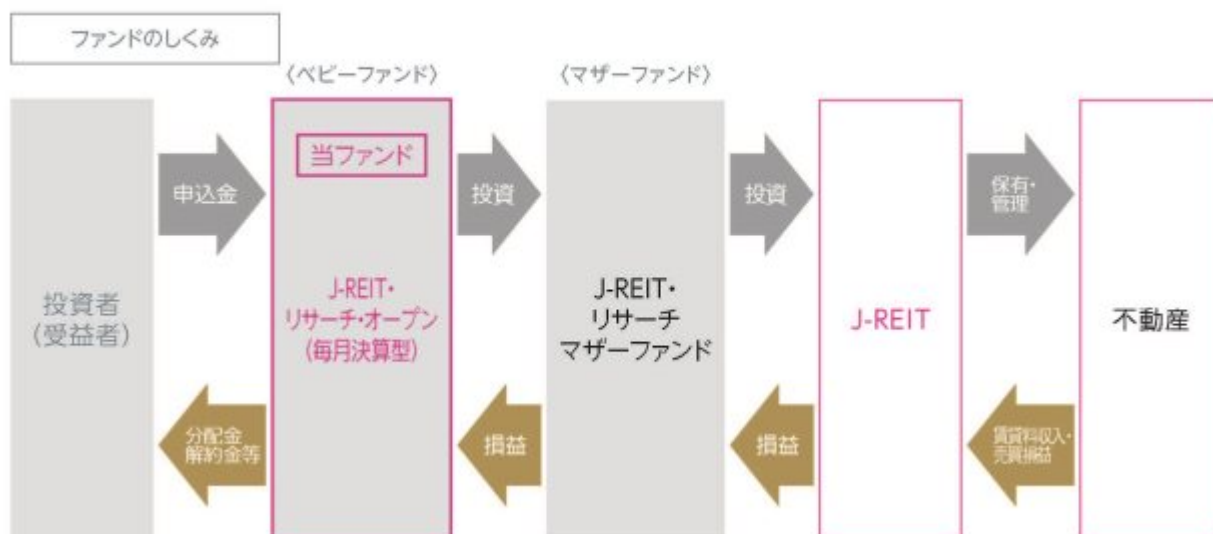 ファンドのしくみ
〈ベビーファンド〉
〈マザーファンド〉
投資者
(受益者)
申込金
分配金
解約金等
当ファンド
J-REIT・
リサーチ・オープン
(毎月決算型)
投資
損益
J-REIT・
リサーチ
マザーファンド
投資
損益
J-REIT
保有・
管理
賃貸料収入・
売買損益
不動産